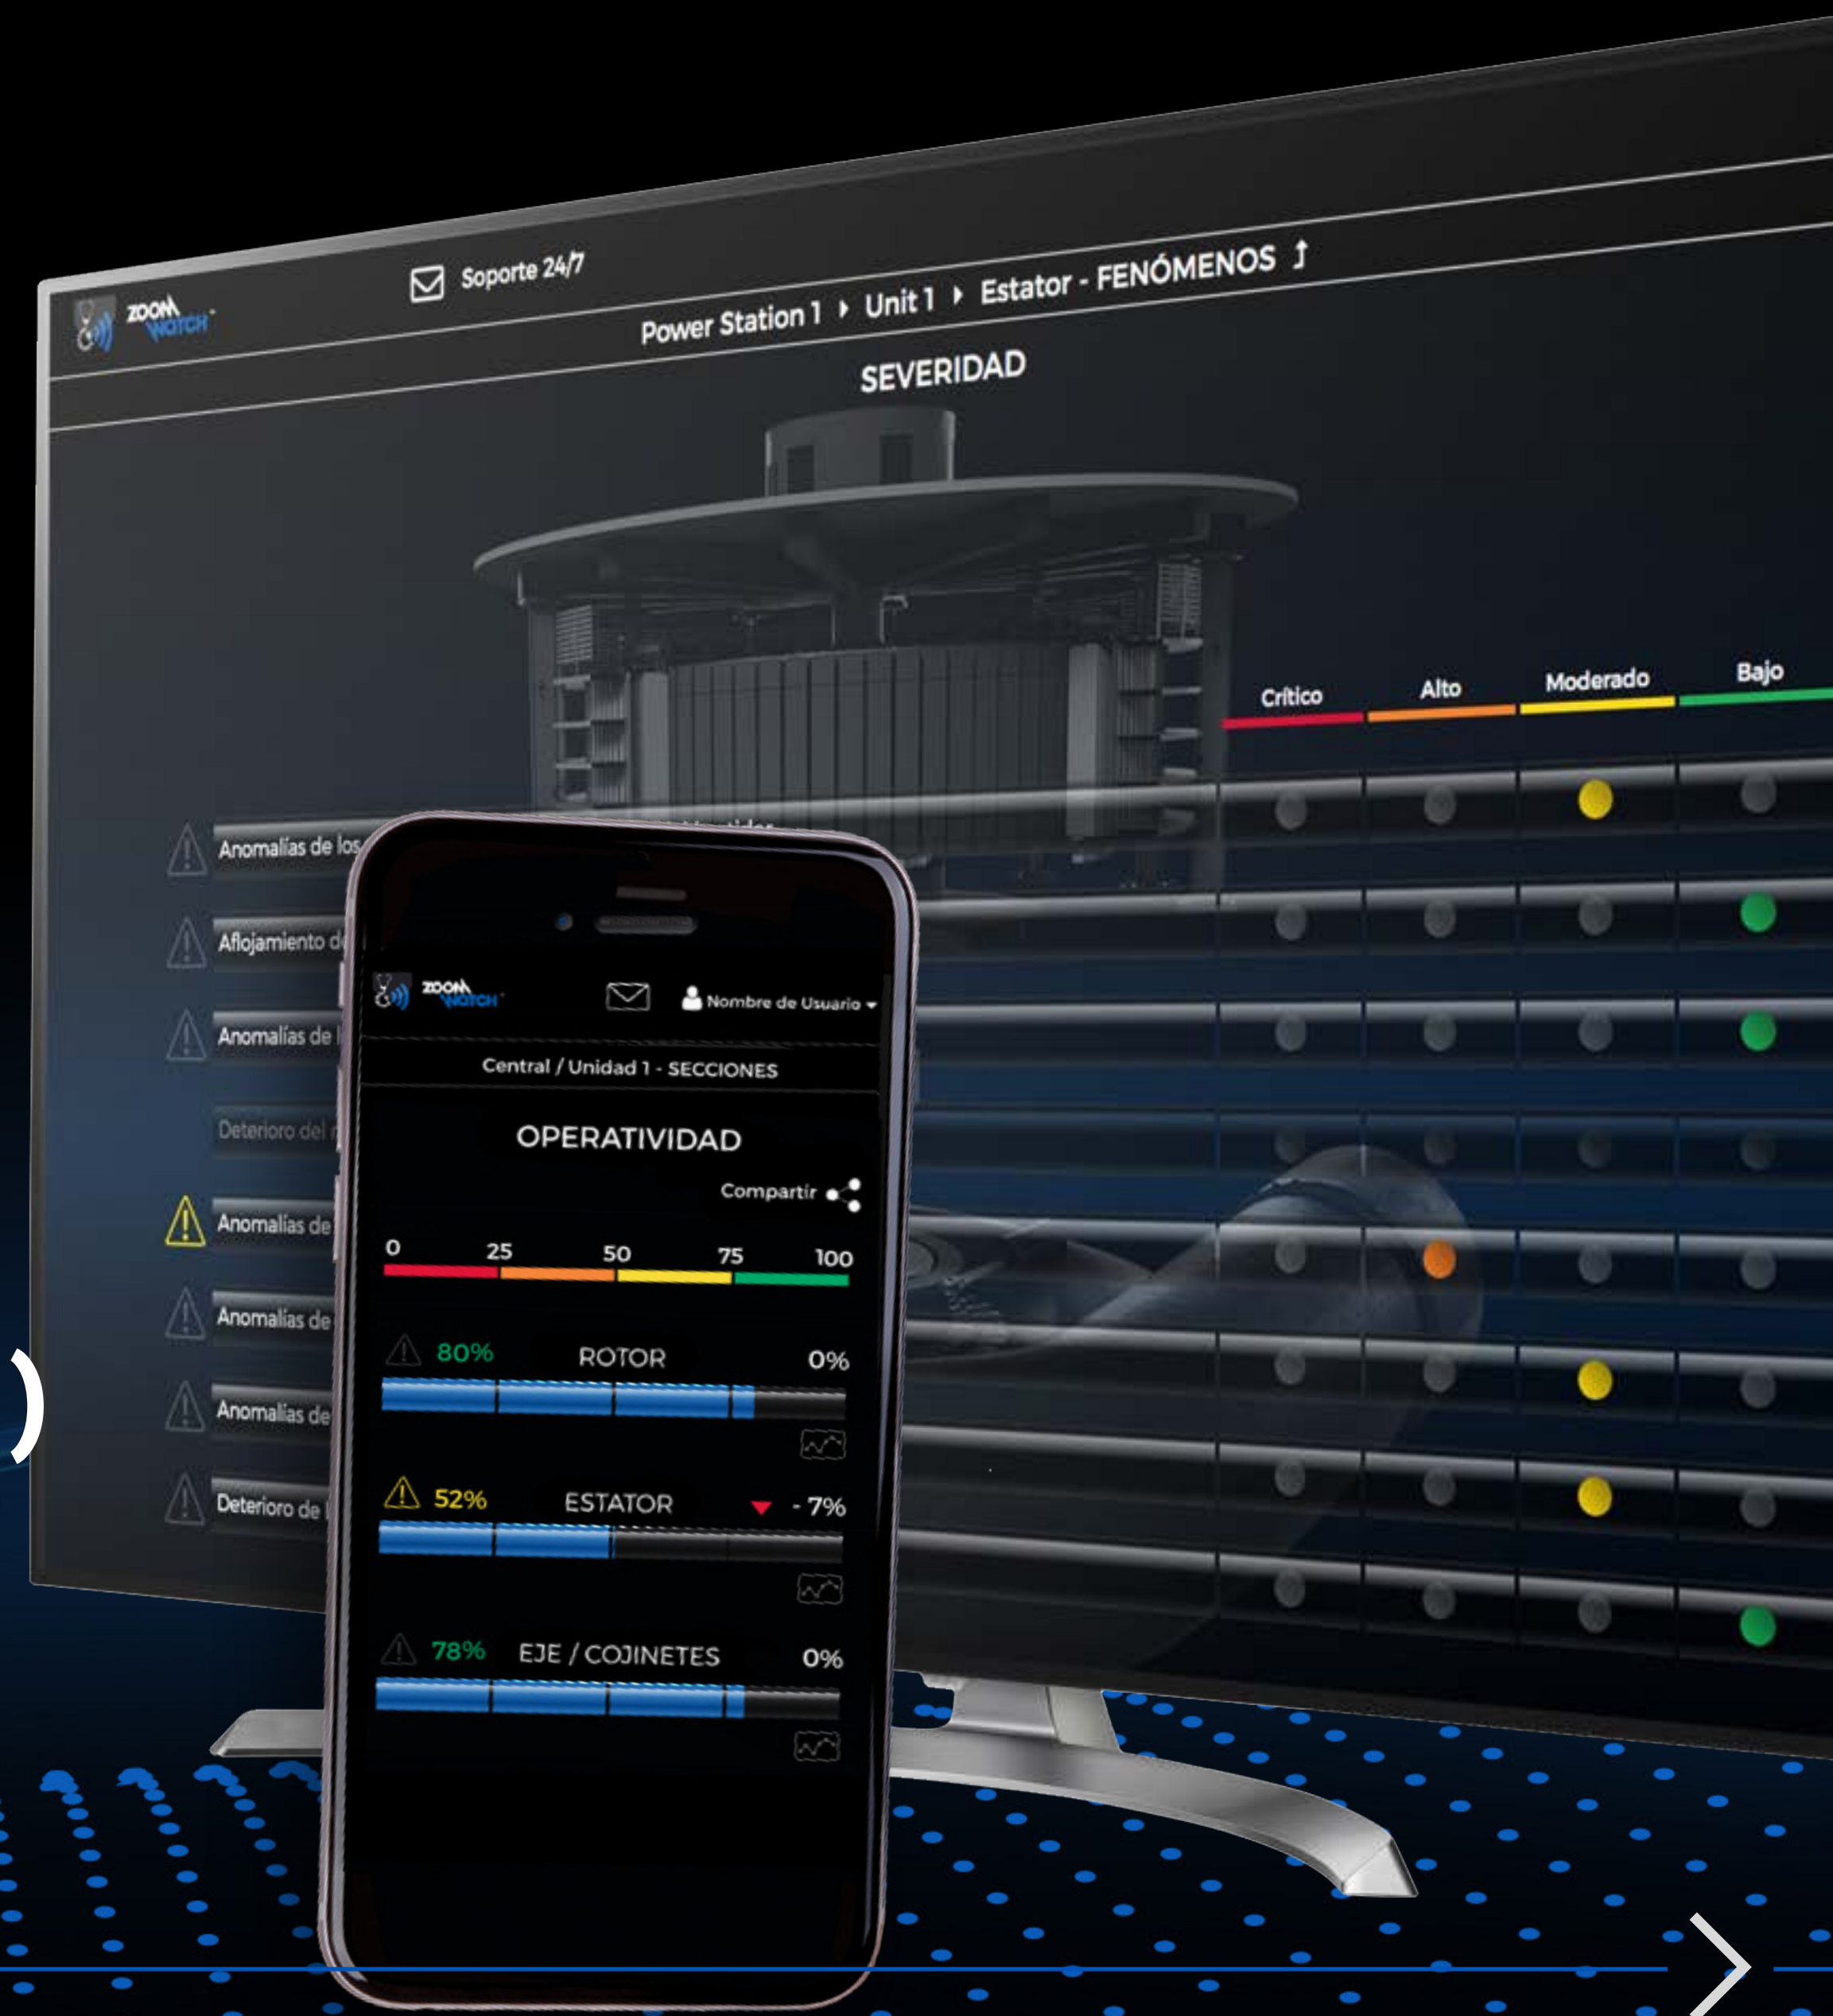 ZOOM
WATCH
Soporte 24/7
Power Station 1 Unit 1 Estator - FENÓMENOS
SEVERIDAD
Crítico Alto Moderado Bajo
Anomalías de los
Aflojamiento
Anomalías de
Deterioro del
Anomalías de
Anomalías de
Anomalías de
Deterioro de
ZOOM
WATCH
Nombre de Usuario
Central / Unidad 1 - SECCIONES
OPERATIVIDAD
Compartir
0 25 50 75 100
80% ROTOR 0%
52% ESTATOR - 7%
78% EJE / COJINETES 0%
)